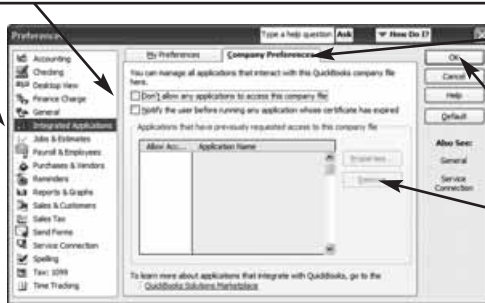 Preferences
Type a help question Ask How Do I?
Accounting
Checking
Desktop View
Finance Charge
General
Integrated Applications
Jobs & Estimates
Payroll & Employees
Purchases & Vendors
Reminders
Reports & Graphs
Sales & Customers
Sales Tax
Send Forms
Service Connection
Spelling
Tax: 1099
Time Tracking
My Preferences Company Preferences
You can manage all applications that interact with this QuickBooks company file
here.
Don't allow any applications to access this company file
Notify the user before running any application whose certificate has expired
Applications that have previously requested access to this company file
Allow Acc... Application Name
Properties...
Remove
To learn more about applications that integrate with QuickBooks, go to the
QuickBooks Solutions Marketplace
OK
Cancel
Help
Default
Also See:
General
Service
Connection